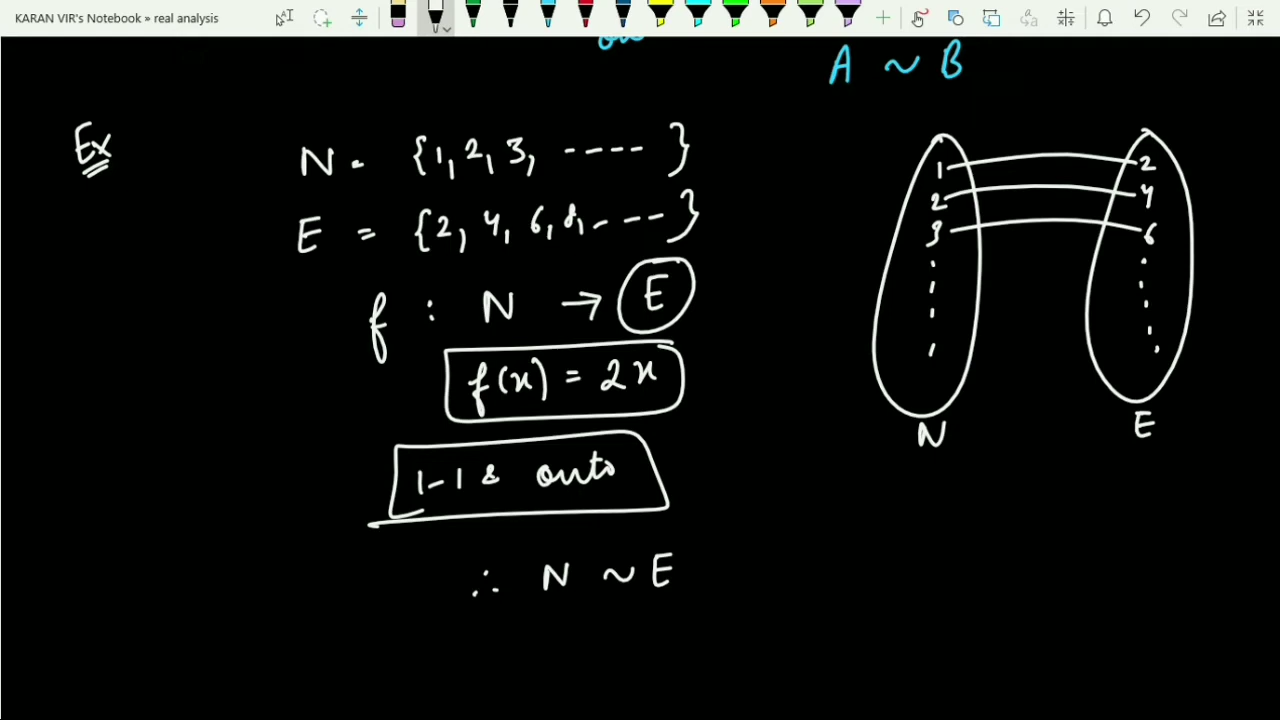 KARAN VIR's Notebook » real analysis
A ~ B
Ex
N = {1, 2, 3, ----}
E = {2, 4, 6, 8, ----}
f : N → E
f(x) = 2x
1-1 & onto
∴ N ~ E
1 2
2 4
3 6
N E